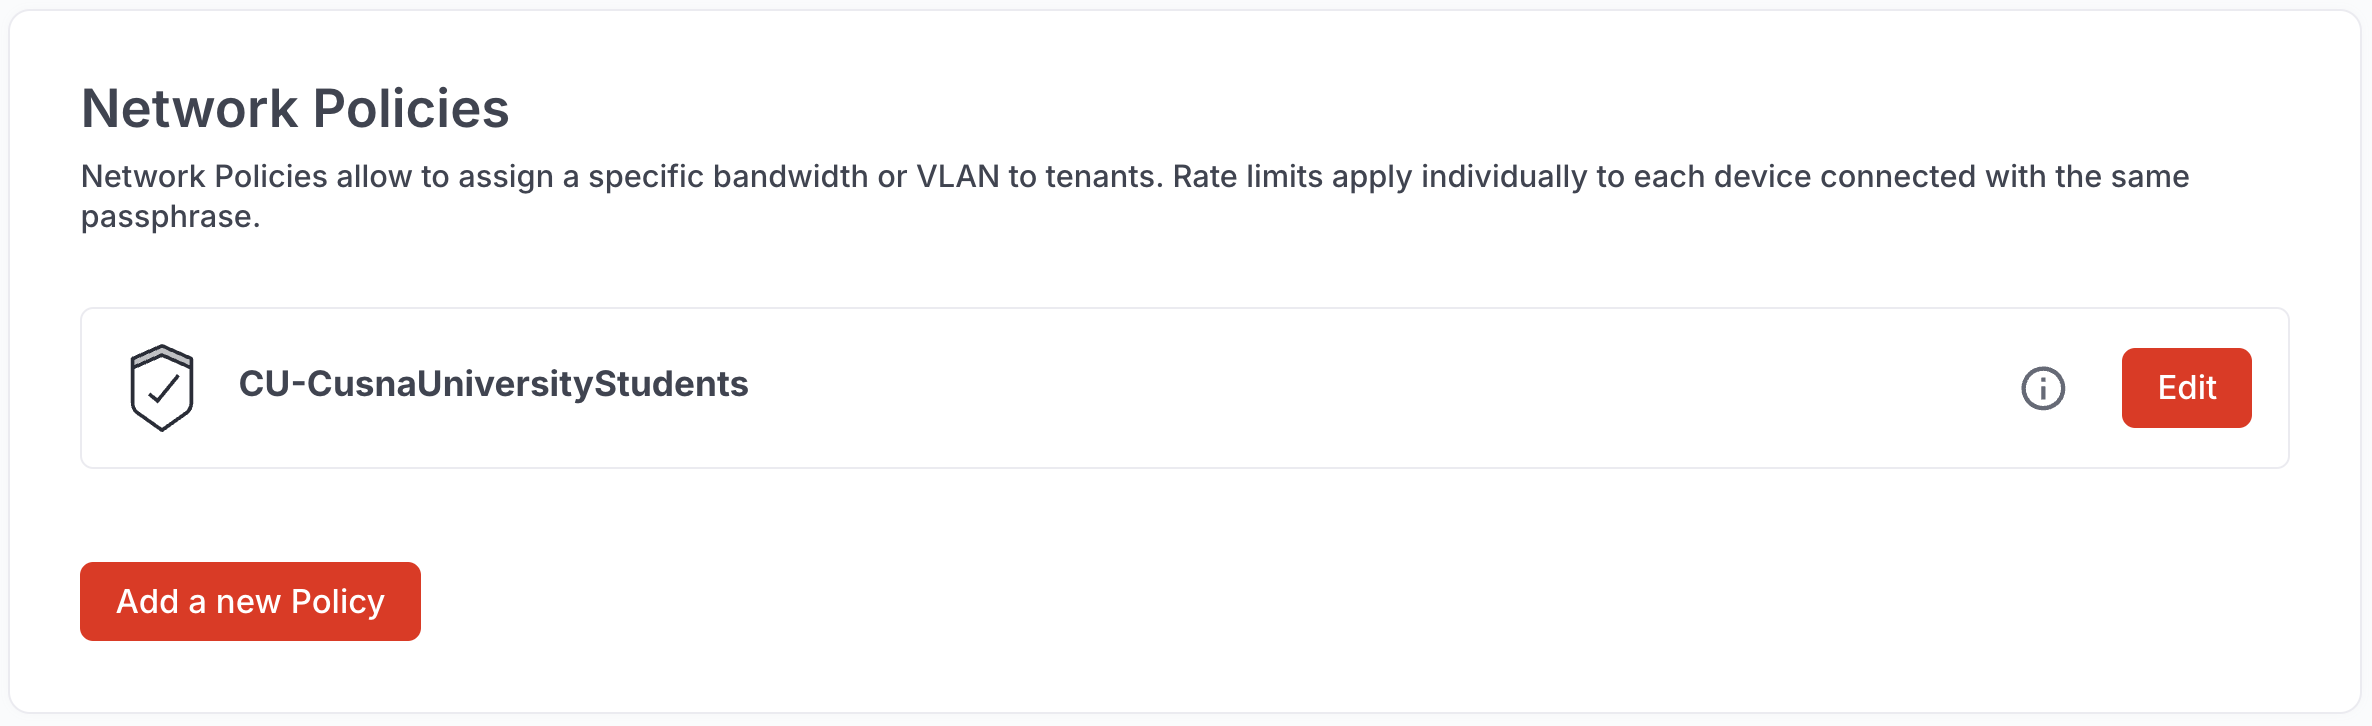 Network Policies
Network Policies allow to assign a specific bandwidth or VLAN to tenants. Rate limits apply individually to each device connected with the same
passphrase.
CU-CusnaUniversityStudents
Edit
Add a new Policy